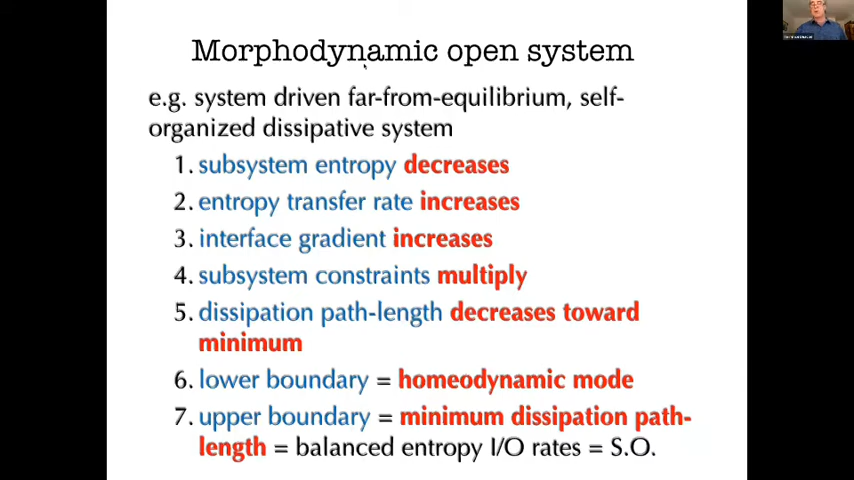 Morphodynamic open system
e.g. system driven far-from-equilibrium, self-
organized dissipative system
1. subsystem entropy decreases
2. entropy transfer rate increases
3. interface gradient increases
4. subsystem constraints multiply
5. dissipation path-length decreases toward
minimum
6. lower boundary = homeodynamic mode
7. upper boundary = minimum dissipation path-
length = balanced entropy I/O rates = S.O.